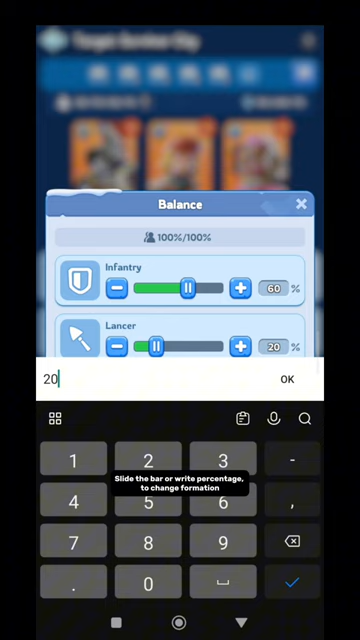 Balance
100%/100%
Infantry
60 %
Lancer
20 %
20
OK
1 2 3 -
Slide the bar or write percentage,
to change formation
4 5 6 ,
7 8 9
. 0